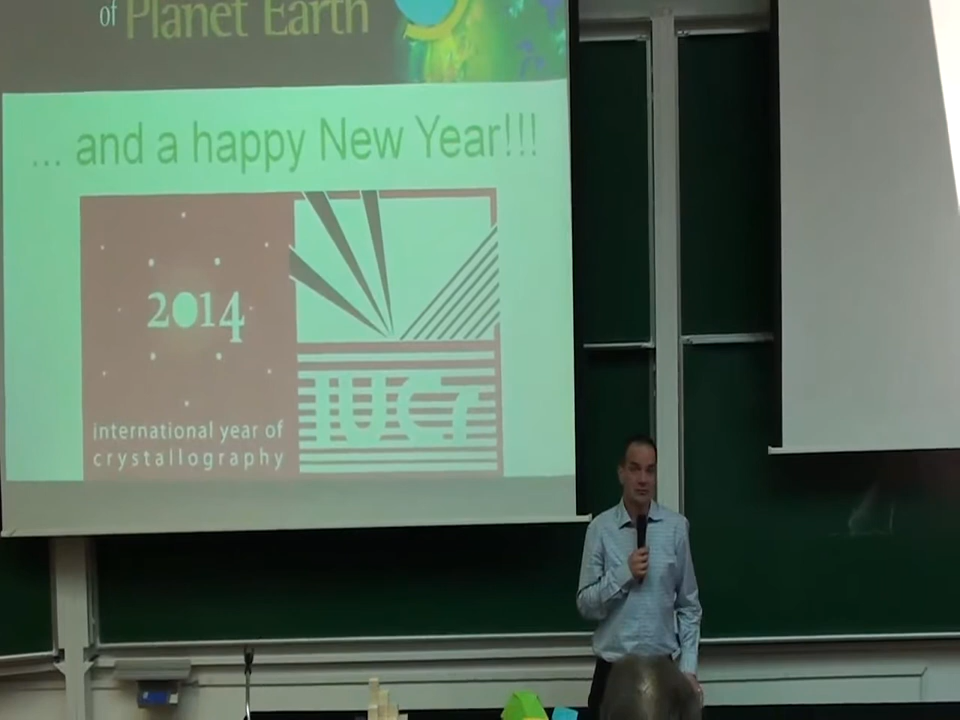 of Planet Earth
... and a happy New Year!!!
2014
international year of
crystallography
IUCr